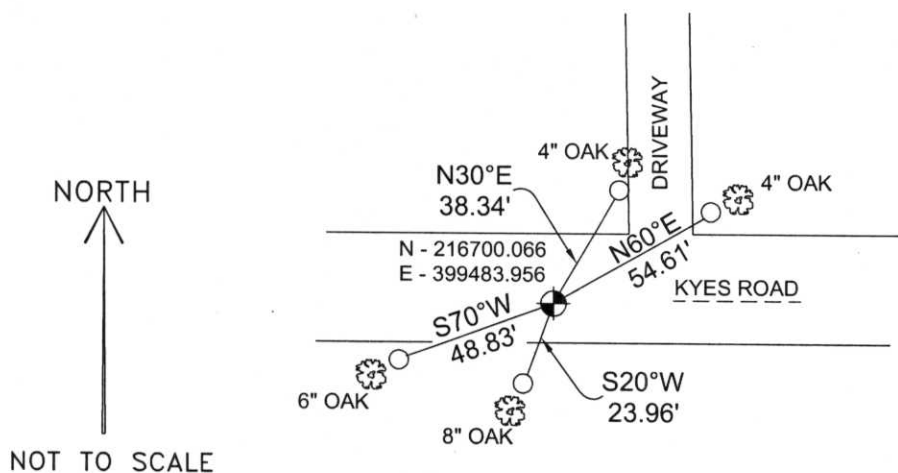 4" OAK
DRIVEWAY
4" OAK
N30°E
38.34'
NORTH
N - 216700.066
E - 399483.956
N60°E
54.61'
KYES ROAD
S70°W
48.83'
6" OAK
S20°W
23.96'
8" OAK
NOT TO SCALE